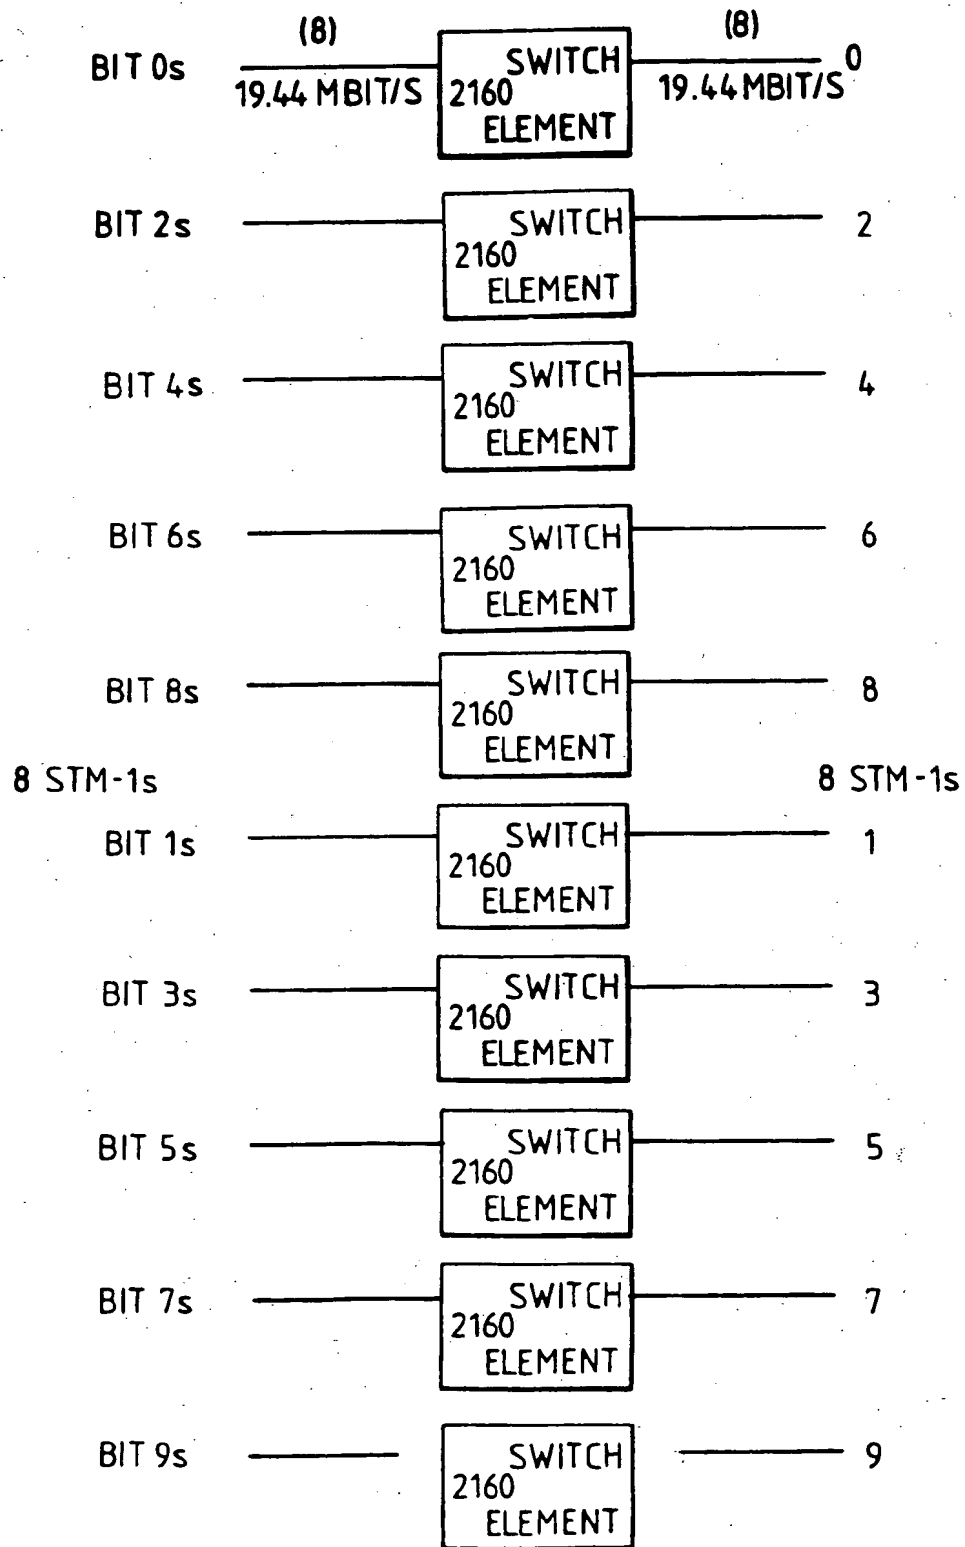 (8) (8)
BIT 0s SWITCH 0
19.44 MBIT/S 2160 19.44 MBIT/S
ELEMENT
BIT 2s SWITCH 2
2160
ELEMENT
BIT 4s SWITCH 4
2160
ELEMENT
BIT 6s SWITCH 6
2160
ELEMENT
BIT 8s SWITCH 8
2160
ELEMENT
8 STM-1s 8 STM-1s
BIT 1s SWITCH 1
2160
ELEMENT
BIT 3s SWITCH 3
2160
ELEMENT
BIT 5s SWITCH 5
2160
ELEMENT
BIT 7s SWITCH 7
2160
ELEMENT
BIT 9s SWITCH 9
2160
ELEMENT